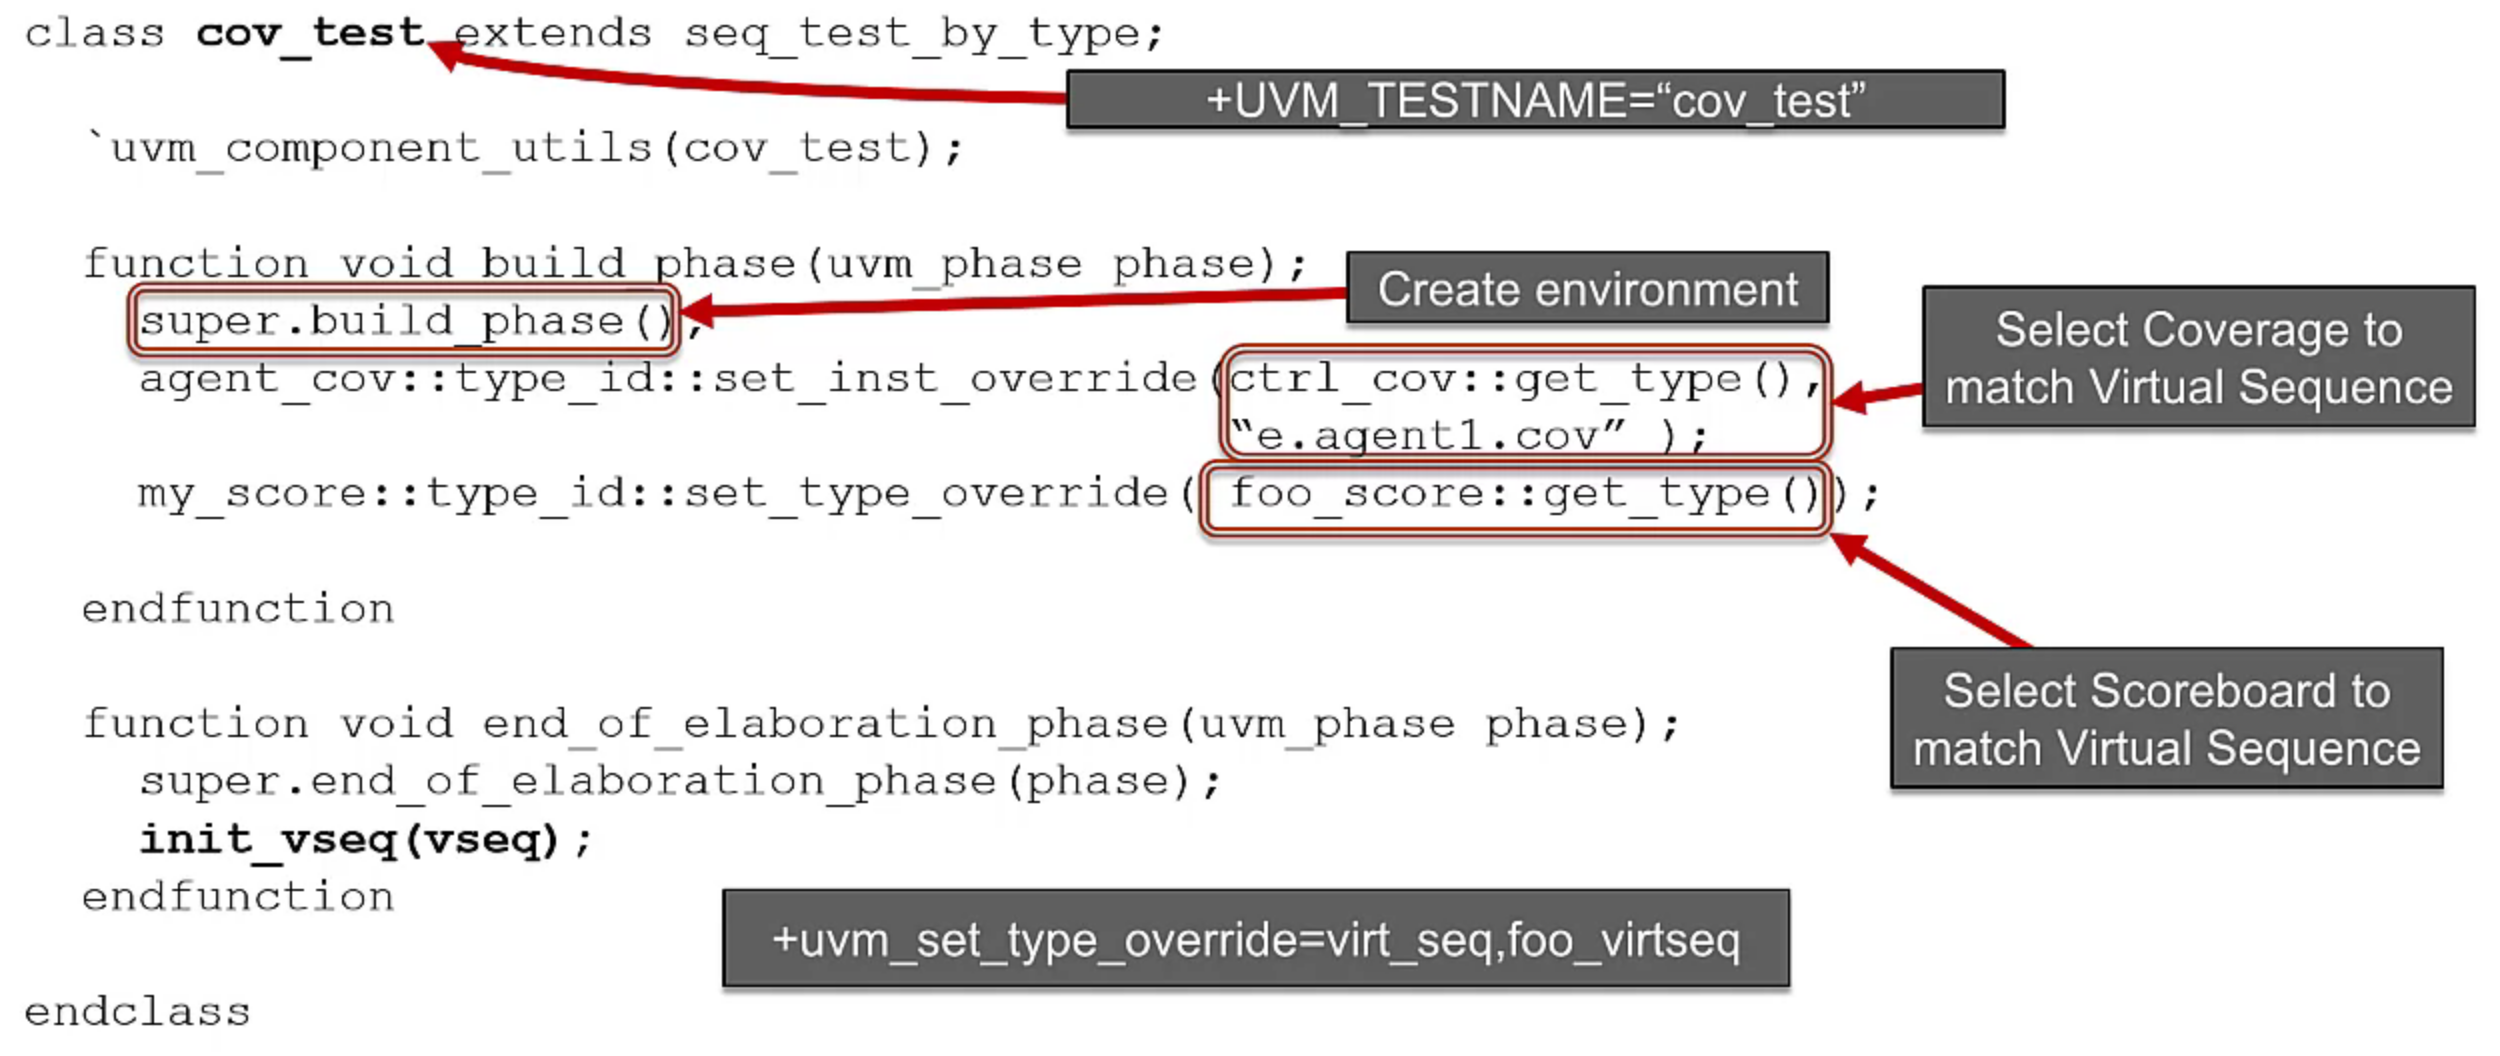 class cov_test extends seq_test_by_type;
+UVM_TESTNAME=“cov_test”
`uvm_component_utils(cov_test);
function void build_phase(uvm_phase phase);
Create environment
super.build_phase();
Select Coverage to
match Virtual Sequence
agent_cov::type_id::set_inst_override(ctrl_cov::get_type(),
“e.agent1.cov” );
my_score::type_id::set_type_override( foo_score::get_type());
endfunction
Select Scoreboard to
match Virtual Sequence
function void end_of_elaboration_phase(uvm_phase phase);
super.end_of_elaboration_phase(phase);
init_vseq(vseq);
endfunction
+uvm_set_type_override=virt_seq,foo_virtseq
endclass